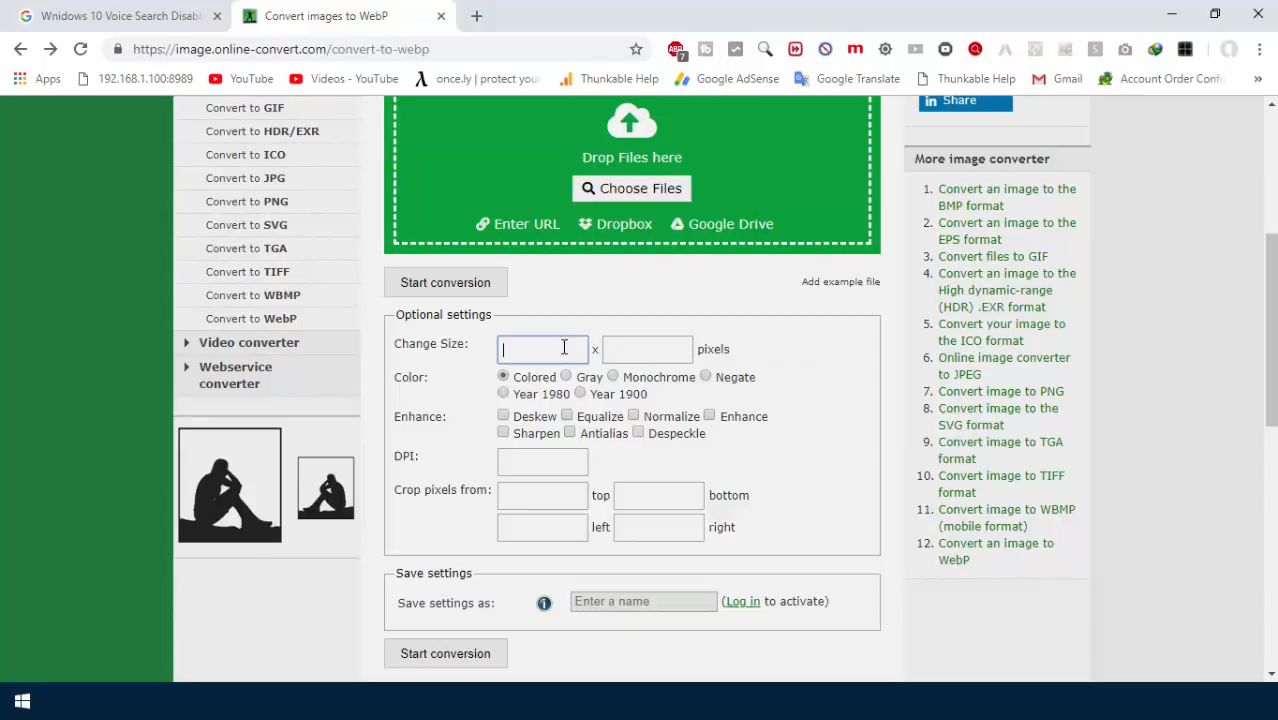 Wnidows 10 Voice Search Disabl
Convert images to WebP
https://image.online-convert.com/convert-to-webp
Apps
192.168.1.100:8989
YouTube
Videos - YouTube
once.ly | protect your
Thunkable Help
Google AdSense
Google Translate
Thunkable Help
Gmail
Account Order Conf
Convert to GIF
Convert to HDR/EXR
Convert to ICO
Convert to JPG
Convert to PNG
Convert to SVG
Convert to TGA
Convert to TIFF
Convert to WBMP
Convert to WebP
Video converter
Webservice
converter
Drop Files here
Choose Files
Enter URL
Dropbox
Google Drive
Start conversion
Add example file
Optional settings
Change Size:
x
pixels
Color:
Colored Gray Monochrome Negate
Year 1980 Year 1900
Enhance:
Deskew Equalize Normalize Enhance
Sharpen Antialias Despeckle
DPI:
Crop pixels from:
top
bottom
left
right
Save settings
Save settings as:
Enter a name
(Log in to activate)
Start conversion
in Share
More image converter
1. Convert an image to the
BMP format
2. Convert an image to the
EPS format
3. Convert files to GIF
4. Convert an image to the
High dynamic-range
(HDR) .EXR format
5. Convert your image to
the ICO format
6. Online image converter
to JPEG
7. Convert image to PNG
8. Convert image to the
SVG format
9. Convert image to TGA
format
10. Convert image to TIFF
format
11. Convert image to WBMP
(mobile format)
12. Convert an image to
WebP